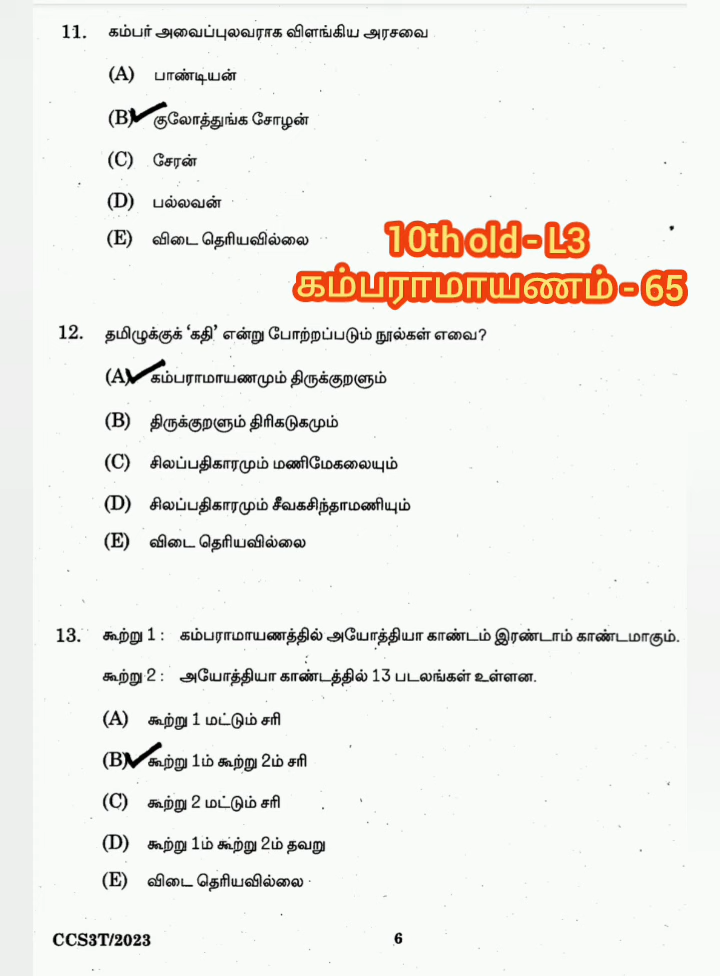 11. கம்பர் அவைப்புலவராக விளங்கிய அரசவை
(A) பாண்டியன்
(B) குலோத்துங்க சோழன்
(C) சேரன்
(D) பல்லவன்
(E) விடை தெரியவில்லை
10th old - L3
கம்பராமாயணம் - 65
12. தமிழுக்குக் ‘கதி’ என்று போற்றப்படும் நூல்கள் எவை?
(A) கம்பராமாயணமும் திருக்குறளும்
(B) திருக்குறளும் திரிகடுகமும்
(C) சிலப்பதிகாரமும் மணிமேகலையும்
(D) சிலப்பதிகாரமும் சீவகசிந்தாமணியும்
(E) விடை தெரியவில்லை
13. கூற்று 1 : கம்பராமாயணத்தில் அயோத்தியா காண்டம் இரண்டாம் காண்டமாகும்.
கூற்று 2 : அயோத்தியா காண்டத்தில் 13 படலங்கள் உள்ளன.
(A) கூற்று 1 மட்டும் சரி
(B) கூற்று 1ம் கூற்று 2ம் சரி
(C) கூற்று 2 மட்டும் சரி
(D) கூற்று 1ம் கூற்று 2ம் தவறு
(E) விடை தெரியவில்லை
CCS3T/2023 6